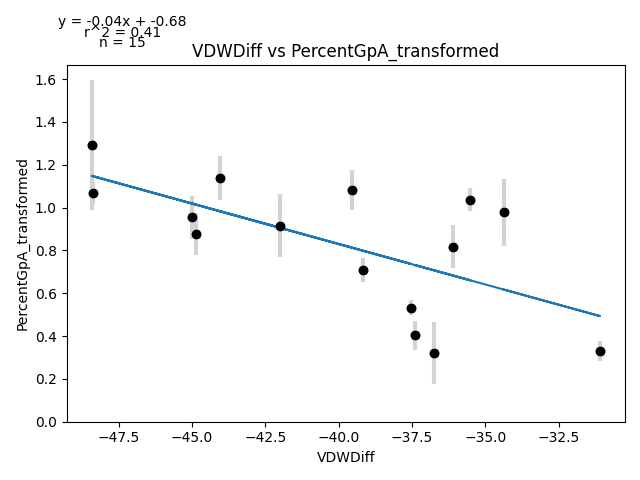 y = -0.04x + -0.68
r^2 = 0.41
n = 15
VDWDiff vs PercentGpA_transformed
PercentGpA_transformed
1.6
1.4
1.2
1.0
0.8
0.6
0.4
0.2
0.0
−47.5 −45.0 −42.5 −40.0 −37.5 −35.0 −32.5
VDWDiff